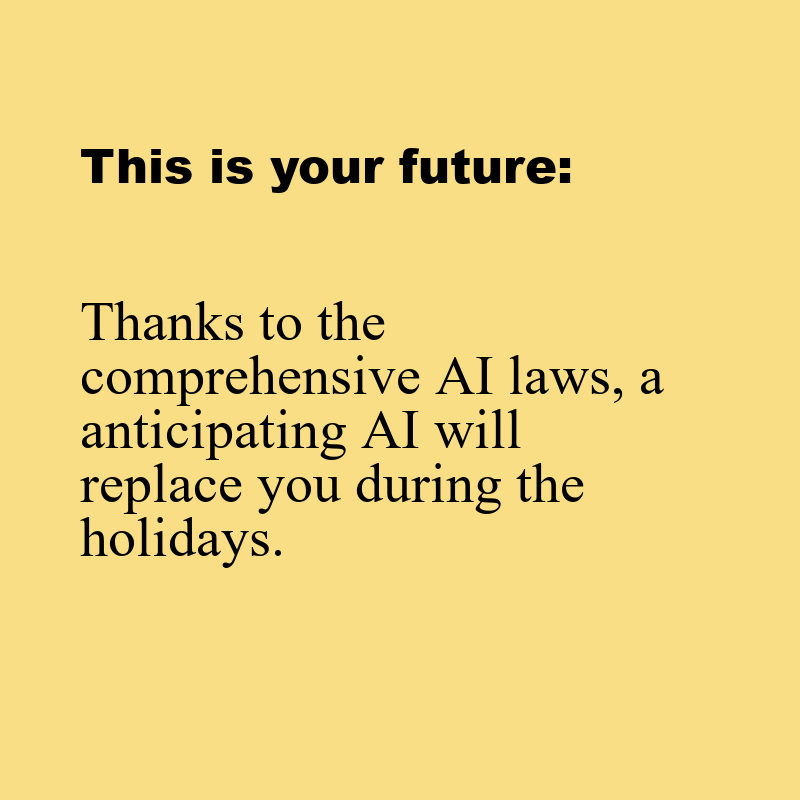 This is your future:
Thanks to the
comprehensive AI laws, a
anticipating AI will
replace you during the
holidays.